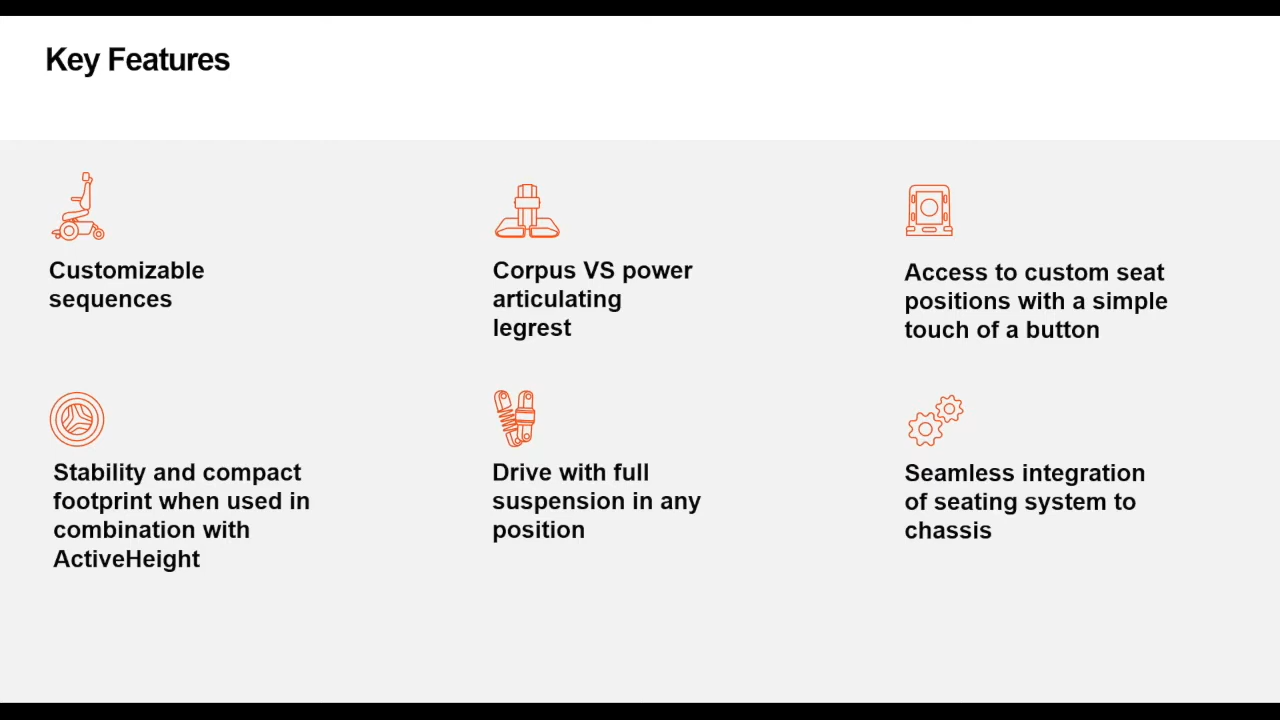 Key Features
Customizable
sequences
Corpus VS power
articulating
legrest
Access to custom seat
positions with a simple
touch of a button
Stability and compact
footprint when used in
combination with
ActiveHeight
Drive with full
suspension in any
position
Seamless integration
of seating system to
chassis